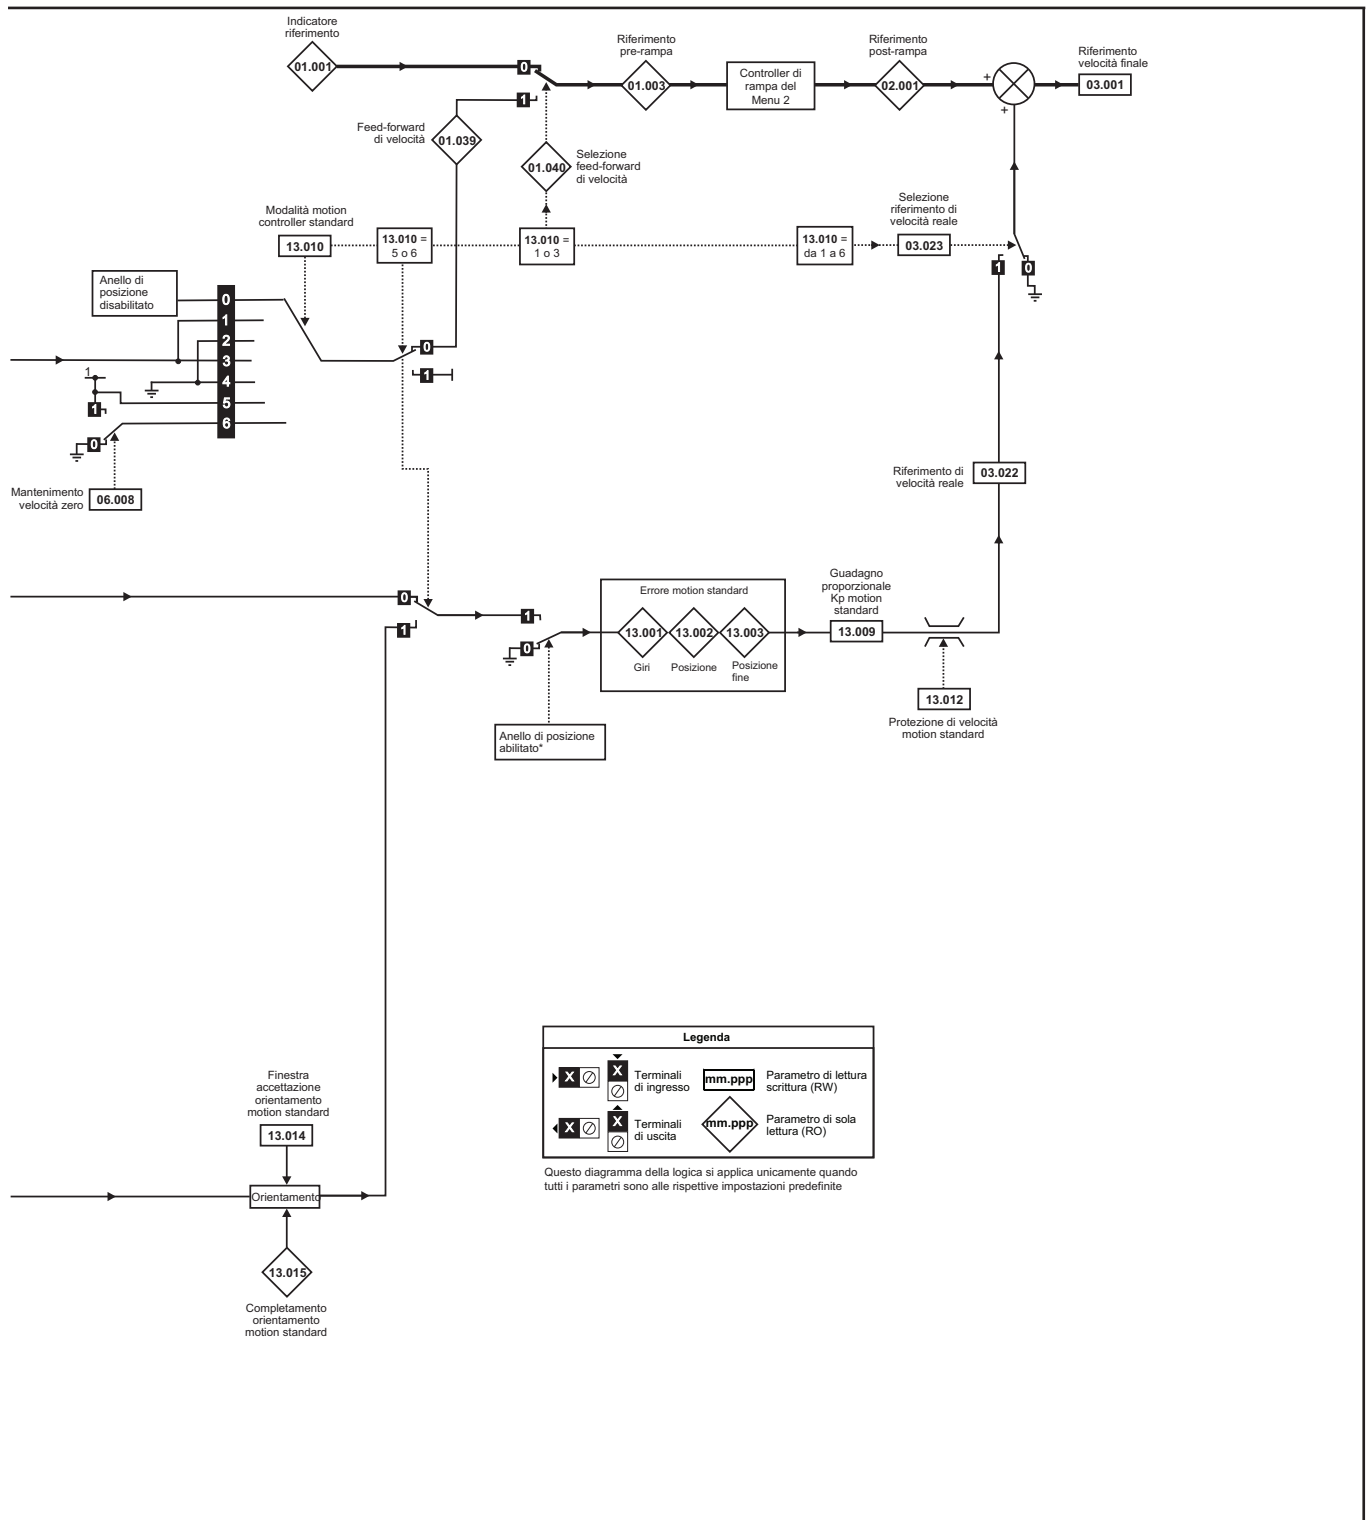 Indicatore
riferimento
01.001
0
1
Feed-forward
di velocità
01.039
01.040
Selezione
feed-forward
di velocità
Riferimento
pre-rampa
01.003
Controller di
rampa del
Menu 2
Riferimento
post-rampa
02.001
+
+
Riferimento
velocità finale
03.001
Modalità motion
controller standard
13.010
13.010 =
5 o 6
13.010 =
1 o 3
13.010 =
da 1 a 6
Selezione
riferimento di
velocità reale
03.023
1
0
Anello di
posizione
disabilitato
0
1
2
3
4
5
6
0
1
1
1
0
Mantenimento
velocità zero
06.008
Riferimento di
velocità reale
03.022
0
1
1
0
Anello di posizione
abilitato*
Errore motion standard
13.001
13.002
13.003
Giri
Posizione
Posizione
fine
Guadagno
proporzionale
Kp motion
standard
13.009
13.012
Protezione di velocità
motion standard
Finestra
accettazione
orientamento
motion standard
13.014
Orientamento
13.015
Completamento
orientamento
motion standard
Legenda
X
X
Terminali
di ingresso
mm.ppp
Parametro di lettura
scrittura (RW)
X
X
Terminali
di uscita
mm.ppp
Parametro di sola
lettura (RO)
Questo diagramma della logica si applica unicamente quando
tutti i parametri sono alle rispettive impostazioni predefinite